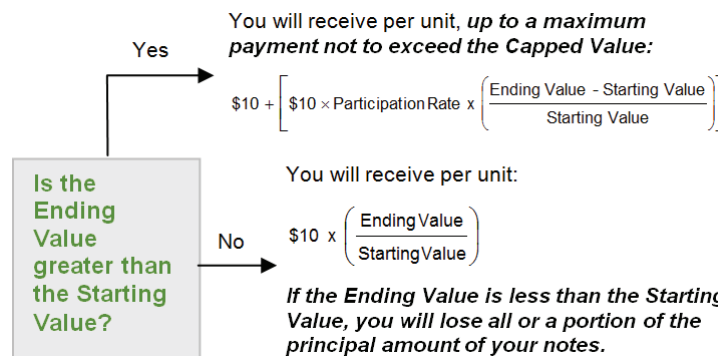 You will receive per unit, up to a maximum
payment not to exceed the Capped Value:
Yes
$10 + [ $10 × Participation Rate x ( Ending Value - Starting Value / Starting Value ) ]
Is the
Ending
Value
greater than
the Starting
Value?
No
You will receive per unit:
$10 x ( Ending Value / Starting Value )
If the Ending Value is less than the Starting
Value, you will lose all or a portion of the
principal amount of your notes.